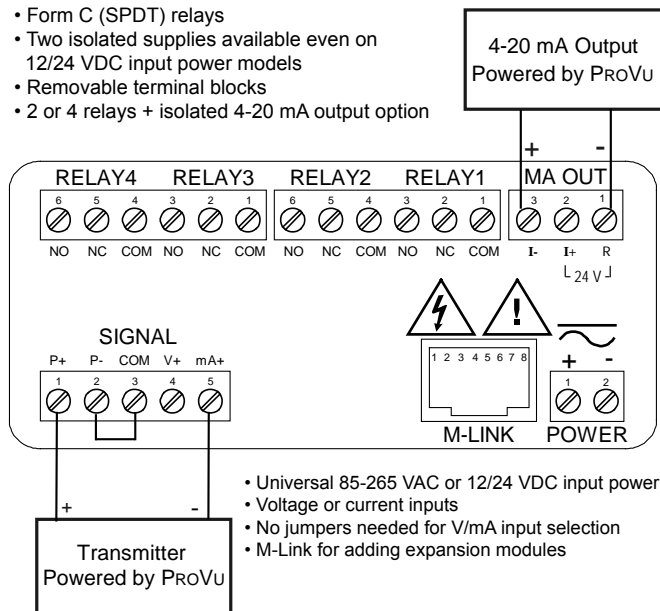 • Form C (SPDT) relays
• Two isolated supplies available even on
12/24 VDC input power models
• Removable terminal blocks
• 2 or 4 relays + isolated 4-20 mA output option
4-20 mA Output
Powered by PROVU
+ -
RELAY4 RELAY3 RELAY2 RELAY1 MA OUT
6 5 4 3 2 1 6 5 4 3 2 1 3 2 1
NO NC COM NO NC COM NO NC COM NO NC COM I- I+ R
24 V
SIGNAL
P+ P- COM V+ mA+
1 2 3 4 5
!
1 2 3 4 5 6 7 8
+ -
1 2
M-LINK POWER
+ -
Transmitter
Powered by PROVU
• Universal 85-265 VAC or 12/24 VDC input power
• Voltage or current inputs
• No jumpers needed for V/mA input selection
• M-Link for adding expansion modules